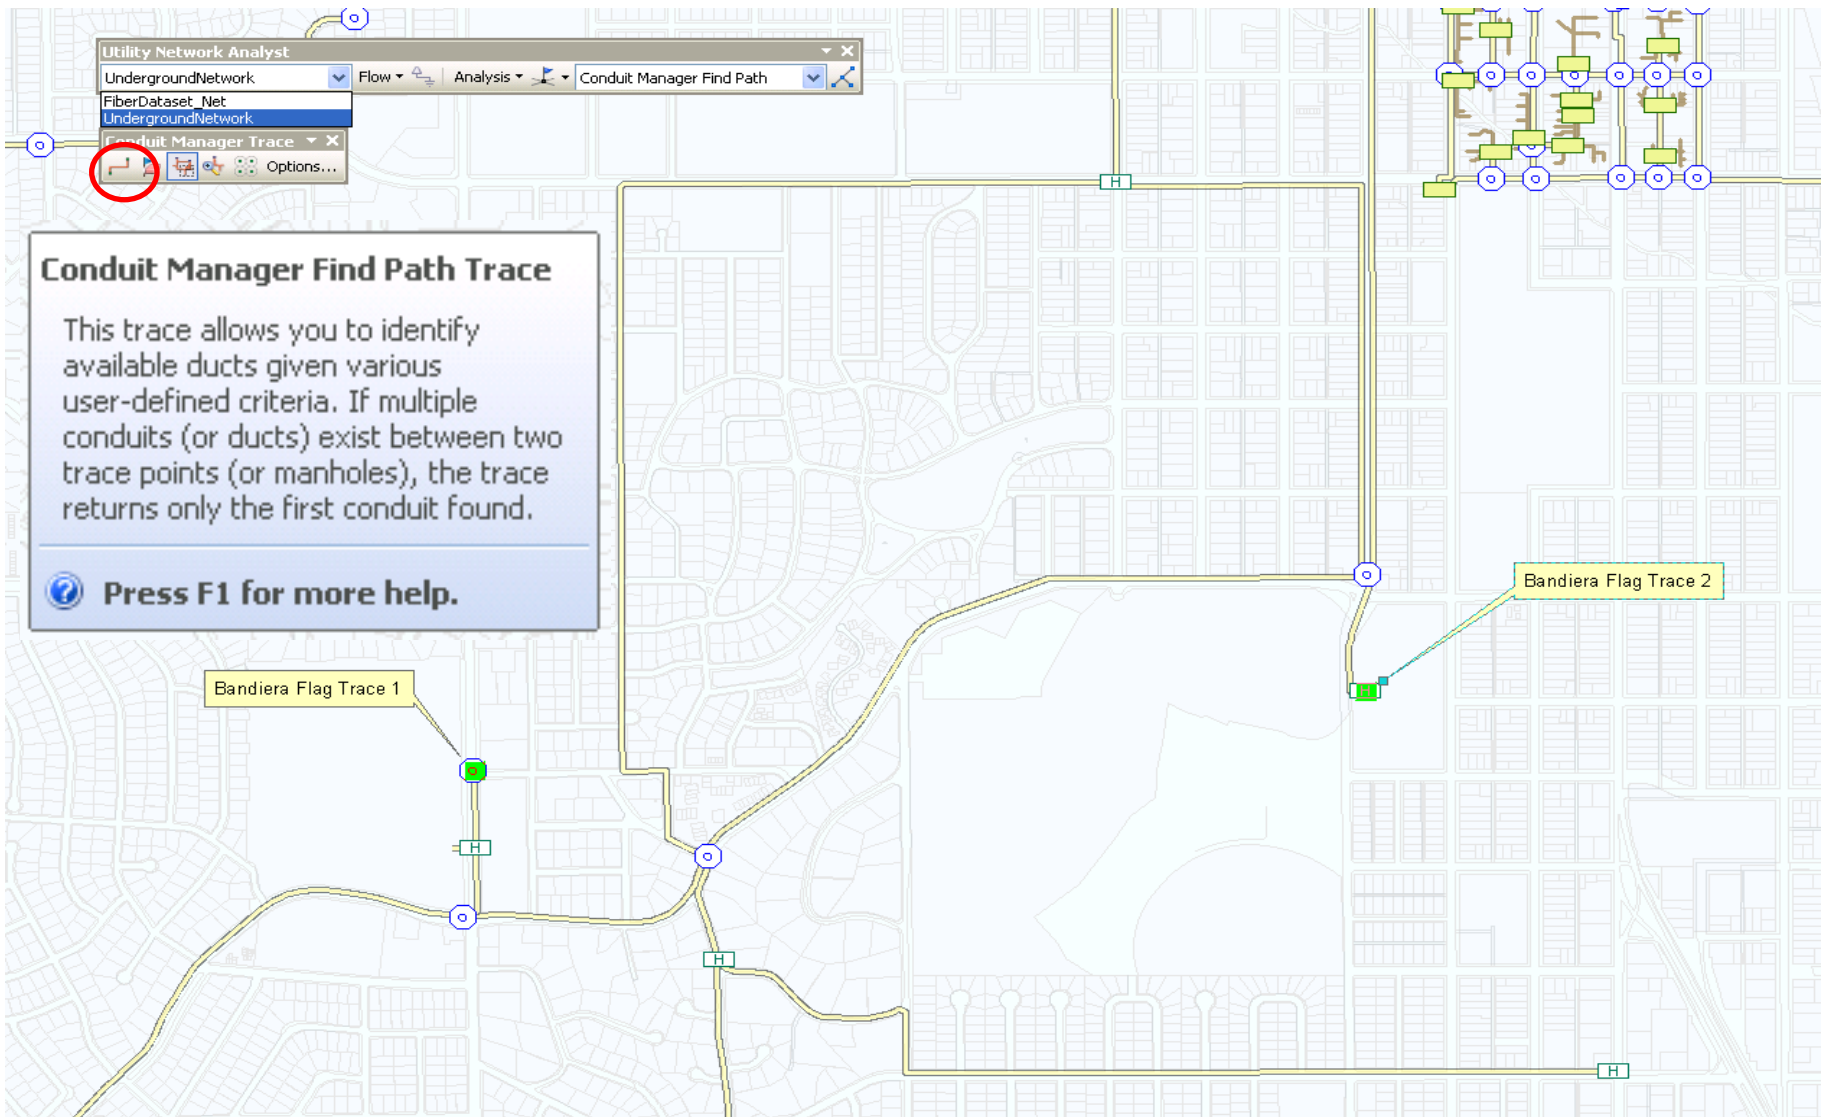 Utility Network Analyst
UndergroundNetwork Flow Analysis Conduit Manager Find Path
FiberDataset_Net
UndergroundNetwork
Conduit Manager Trace
Options...
H
Conduit Manager Find Path Trace
This trace allows you to identify
available ducts given various
user-defined criteria. If multiple
conduits (or ducts) exist between two
trace points (or manholes), the trace
returns only the first conduit found.
Press F1 for more help.
Bandiera Flag Trace 2
Bandiera Flag Trace 1
H
H
H
H